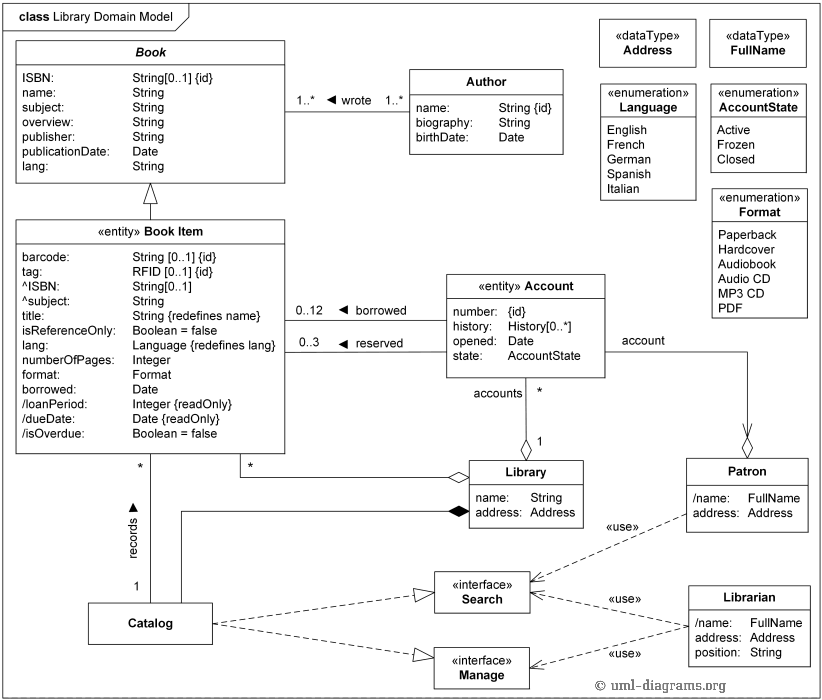 class Library Domain Model
Book
ISBN: String[0..1] {id}
name: String
subject: String
overview: String
publisher: String
publicationDate: Date
lang: String
1..* ◄ wrote 1..*
Author
name: String {id}
biography: String
birthDate: Date
«dataType»
Address
«dataType»
FullName
«enumeration»
Language
English
French
German
Spanish
Italian
«enumeration»
AccountState
Active
Frozen
Closed
«enumeration»
Format
Paperback
Hardcover
Audiobook
Audio CD
MP3 CD
PDF
«entity» Book Item
barcode: String [0..1] {id}
tag: RFID [0..1] {id}
^ISBN: String[0..1]
^subject: String
title: String {redefines name}
isReferenceOnly: Boolean = false
lang: Language {redefines lang}
numberOfPages: Integer
format: Format
borrowed: Date
/loanPeriod: Integer {readOnly}
/dueDate: Date {readOnly}
/isOverdue: Boolean = false
0..12 ◄ borrowed
0..3 ◄ reserved
«entity» Account
number: {id}
history: History[0..*]
opened: Date
state: AccountState
account
accounts *
1
*
*
Library
name: String
address: Address
Patron
/name: FullName
address: Address
records ►
1
«use»
Catalog
«interface»
Search
«use»
«interface»
Manage
«use»
Librarian
/name: FullName
address: Address
position: String
© uml-diagrams.org